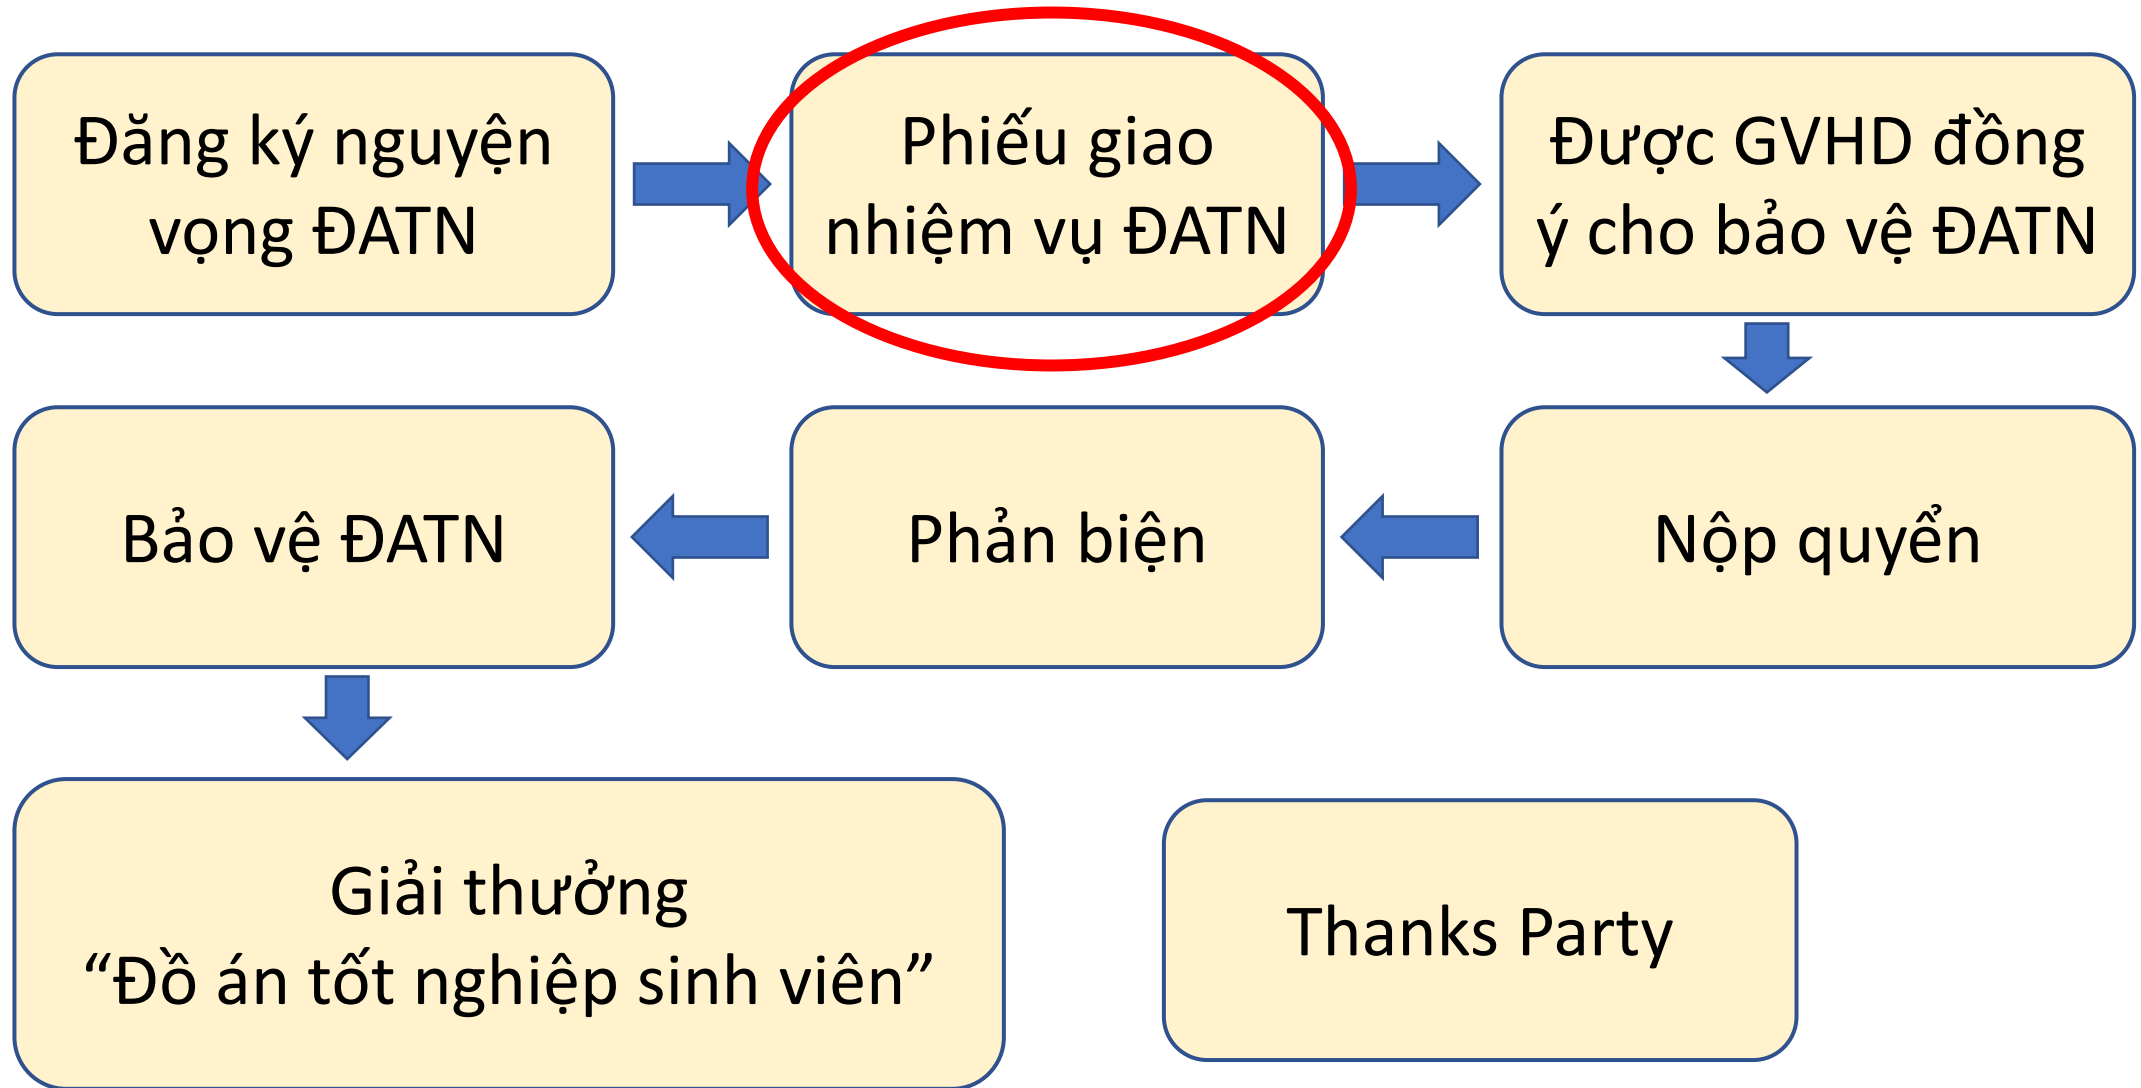 Đăng ký nguyện
vọng ĐATN
Phiếu giao
nhiệm vụ ĐATN
Được GVHD đồng
ý cho bảo vệ ĐATN
Nộp quyển
Phản biện
Bảo vệ ĐATN
Giải thưởng
“Đồ án tốt nghiệp sinh viên”
Thanks Party